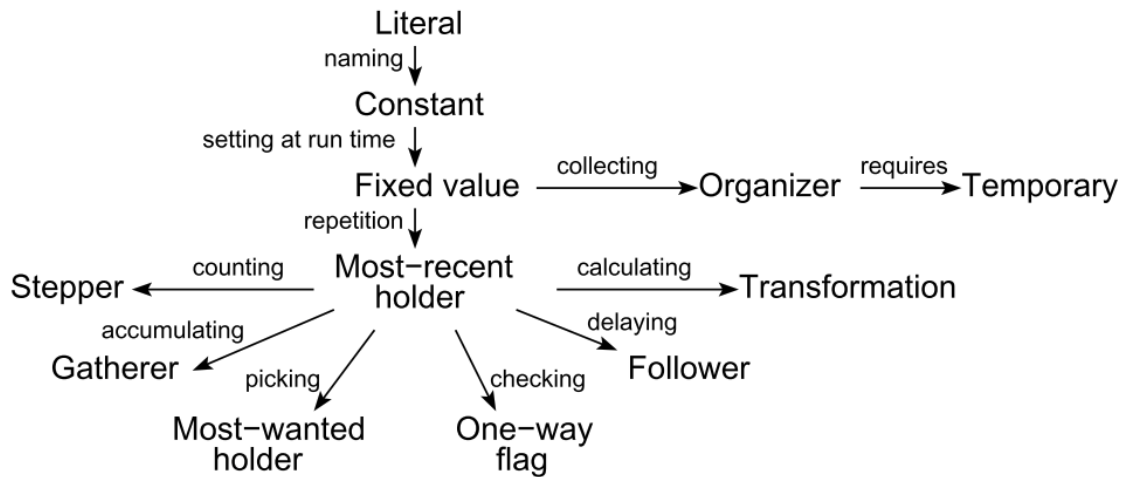 Literal
naming
Constant
setting at run time
Fixed value
collecting
Organizer
requires
Temporary
repetition
Most-recent
holder
counting
Stepper
calculating
Transformation
accumulating
Gatherer
delaying
Follower
picking
Most-wanted
holder
checking
One-way
flag